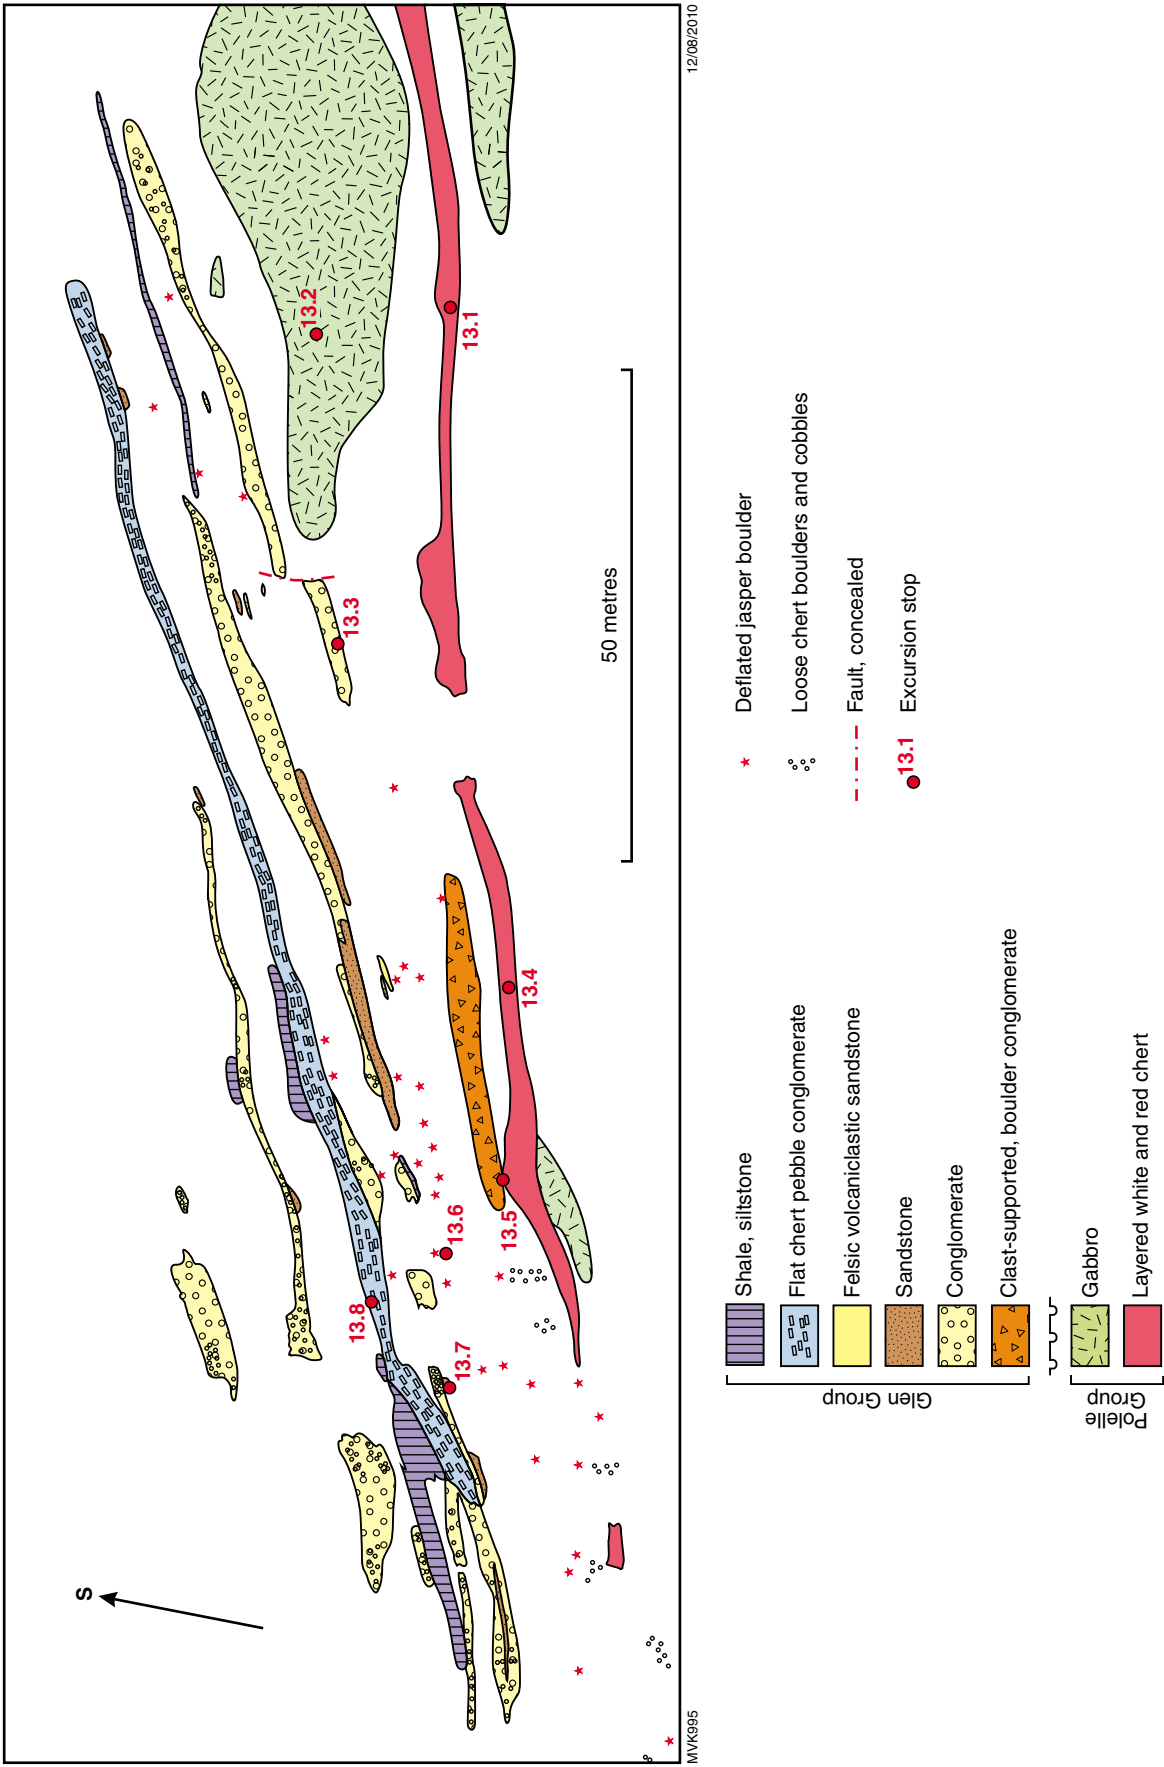 S
13.1
13.2
13.3
13.4
13.5
13.6
13.7
13.8
50 metres
MVK995
12/08/2010
Glen Group
Shale, siltstone
Flat chert pebble conglomerate
Felsic volcaniclastic sandstone
Sandstone
Conglomerate
Clast-supported, boulder conglomerate
Polelle
Group
Gabbro
Layered white and red chert
Deflated jasper boulder
Loose chert boulders and cobbles
Fault, concealed
13.1
Excursion stop